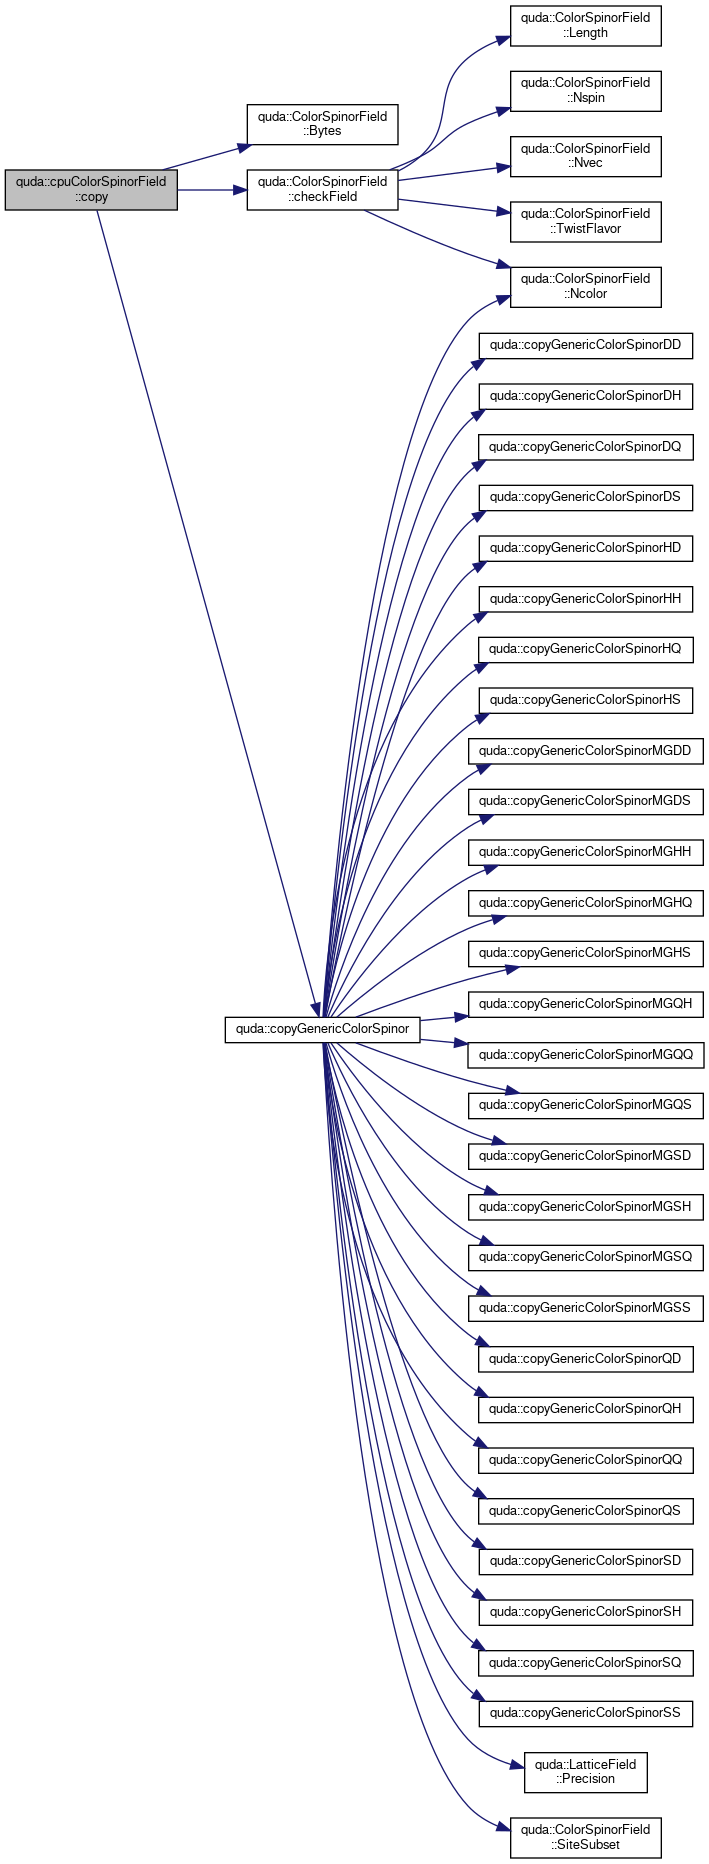 quda::ColorSpinorField
::Length
quda::ColorSpinorField
::Nspin
quda::ColorSpinorField
::Bytes
quda::ColorSpinorField
::Nvec
quda::cpuColorSpinorField
::copy
quda::ColorSpinorField
::checkField
quda::ColorSpinorField
::TwistFlavor
quda::ColorSpinorField
::Ncolor
quda::copyGenericColorSpinorDD
quda::copyGenericColorSpinorDH
quda::copyGenericColorSpinorDQ
quda::copyGenericColorSpinorDS
quda::copyGenericColorSpinorHD
quda::copyGenericColorSpinorHH
quda::copyGenericColorSpinorHQ
quda::copyGenericColorSpinorHS
quda::copyGenericColorSpinorMGDD
quda::copyGenericColorSpinorMGDS
quda::copyGenericColorSpinorMGHH
quda::copyGenericColorSpinorMGHQ
quda::copyGenericColorSpinorMGHS
quda::copyGenericColorSpinorMGQH
quda::copyGenericColorSpinor
quda::copyGenericColorSpinorMGQQ
quda::copyGenericColorSpinorMGQS
quda::copyGenericColorSpinorMGSD
quda::copyGenericColorSpinorMGSH
quda::copyGenericColorSpinorMGSQ
quda::copyGenericColorSpinorMGSS
quda::copyGenericColorSpinorQD
quda::copyGenericColorSpinorQH
quda::copyGenericColorSpinorQQ
quda::copyGenericColorSpinorQS
quda::copyGenericColorSpinorSD
quda::copyGenericColorSpinorSH
quda::copyGenericColorSpinorSQ
quda::copyGenericColorSpinorSS
quda::LatticeField
::Precision
quda::ColorSpinorField
::SiteSubset